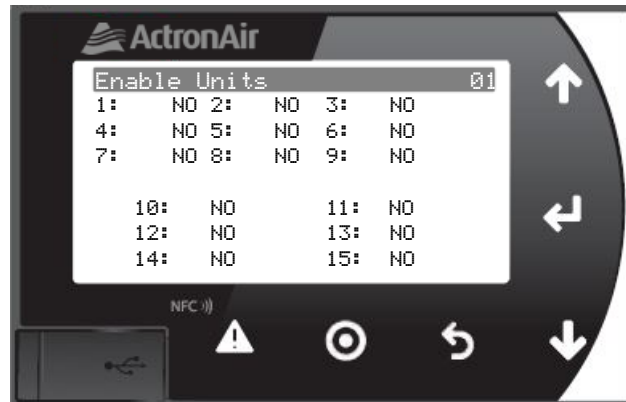 ActronAir
Enable Units 01
1: NO 2: NO 3: NO
4: NO 5: NO 6: NO
7: NO 8: NO 9: NO
10: NO 11: NO
12: NO 13: NO
14: NO 15: NO
NFC